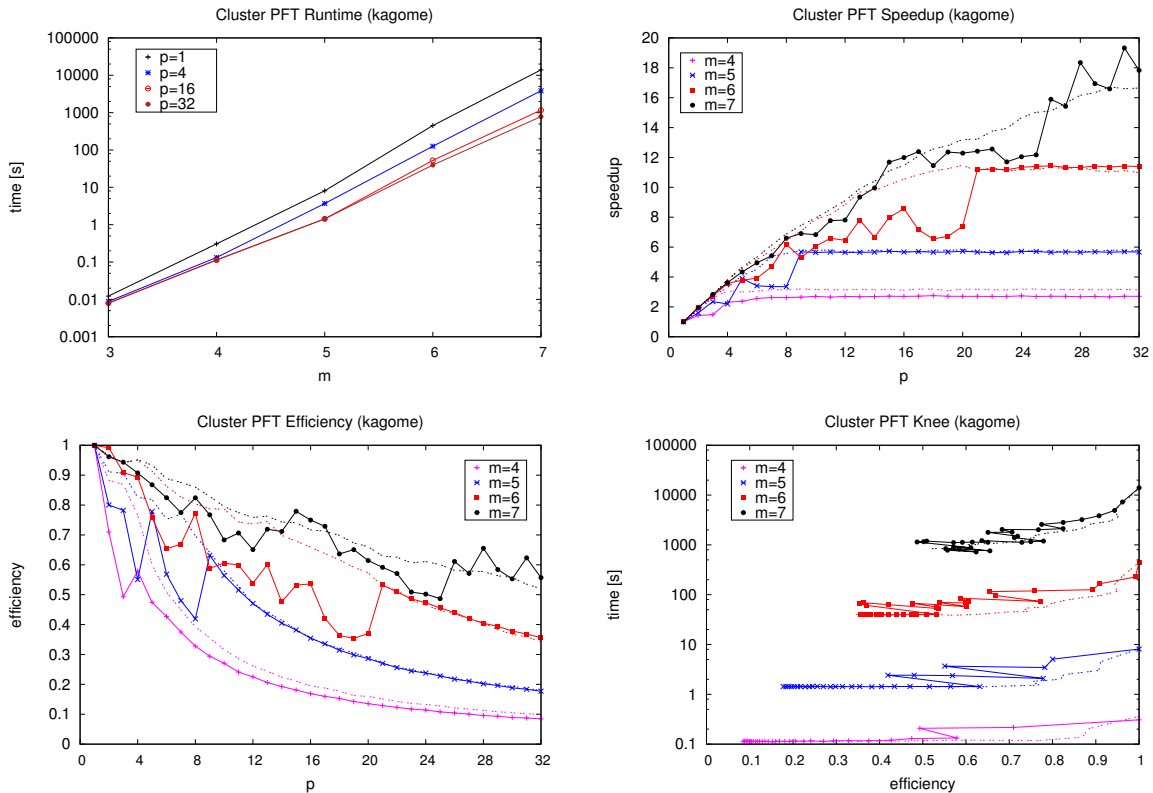 Cluster PFT Runtime (kagome)
100000
10000
1000
100
10
1
0.1
0.01
0.001
time [s]
p=1
p=4
p=16
p=32
3
4
5
6
7
m
Cluster PFT Speedup (kagome)
20
18
16
14
12
10
8
6
4
2
0
speedup
m=4
m=5
m=6
m=7
0
4
8
12
16
20
24
28
32
p
Cluster PFT Efficiency (kagome)
1
0.9
0.8
0.7
0.6
0.5
0.4
0.3
0.2
0.1
0
efficiency
m=4
m=5
m=6
m=7
0
4
8
12
16
20
24
28
32
p
Cluster PFT Knee (kagome)
100000
10000
1000
100
10
1
0.1
time [s]
m=4
m=5
m=6
m=7
0
0.1
0.2
0.3
0.4
0.5
0.6
0.7
0.8
0.9
1
efficiency